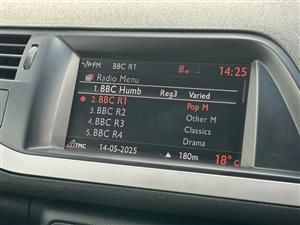 FM BBC R1 14:25
Radio Menu
1. BBC Humb Reg3 Varied
2. BBC R1 Pop M
3. BBC R2 Other M
4. BBC R3 Classics
5. BBC R4 Drama
TMC 14-05-2025 180m 18°C